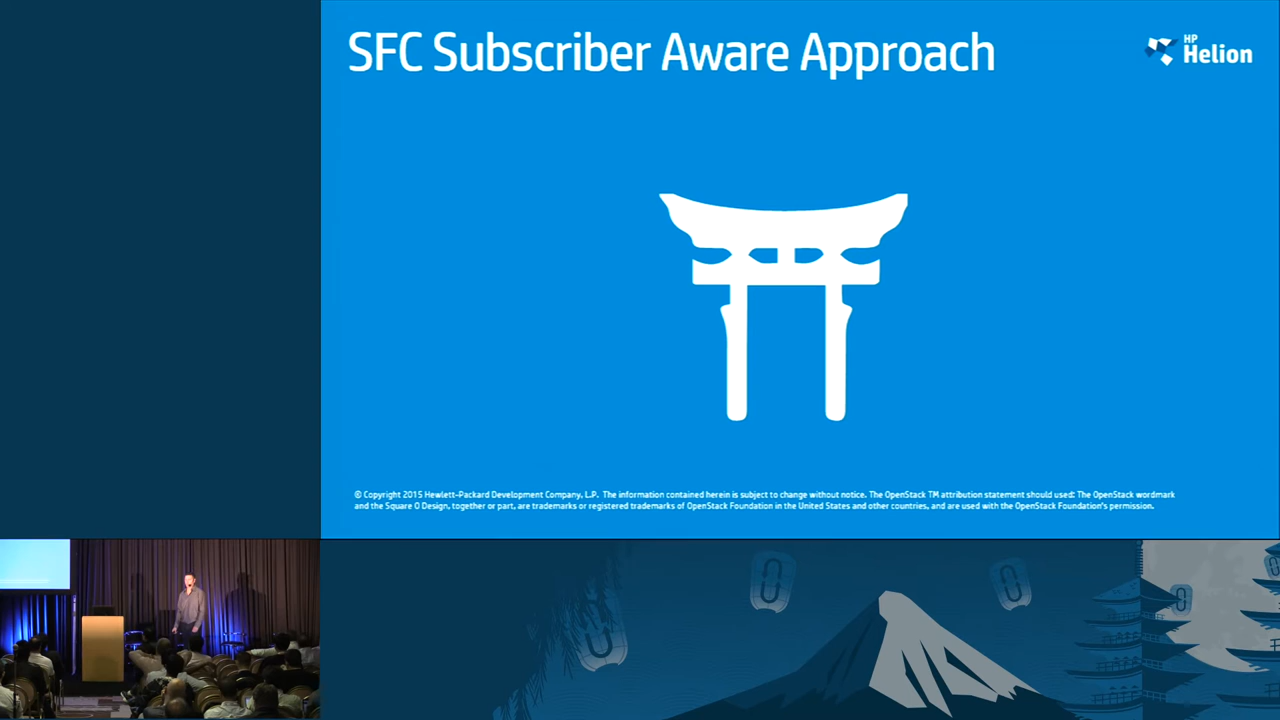 SFC Subscriber Aware Approach
HP
Helion
© Copyright 2015 Hewlett-Packard Development Company, L.P. The information contained herein is subject to change without notice. The OpenStack TM attribution statement should used: The OpenStack wordmark
and the Square O Design, together or part, are trademarks or registered trademarks of OpenStack Foundation in the United States and other countries, and are used with the OpenStack Foundation's permission.